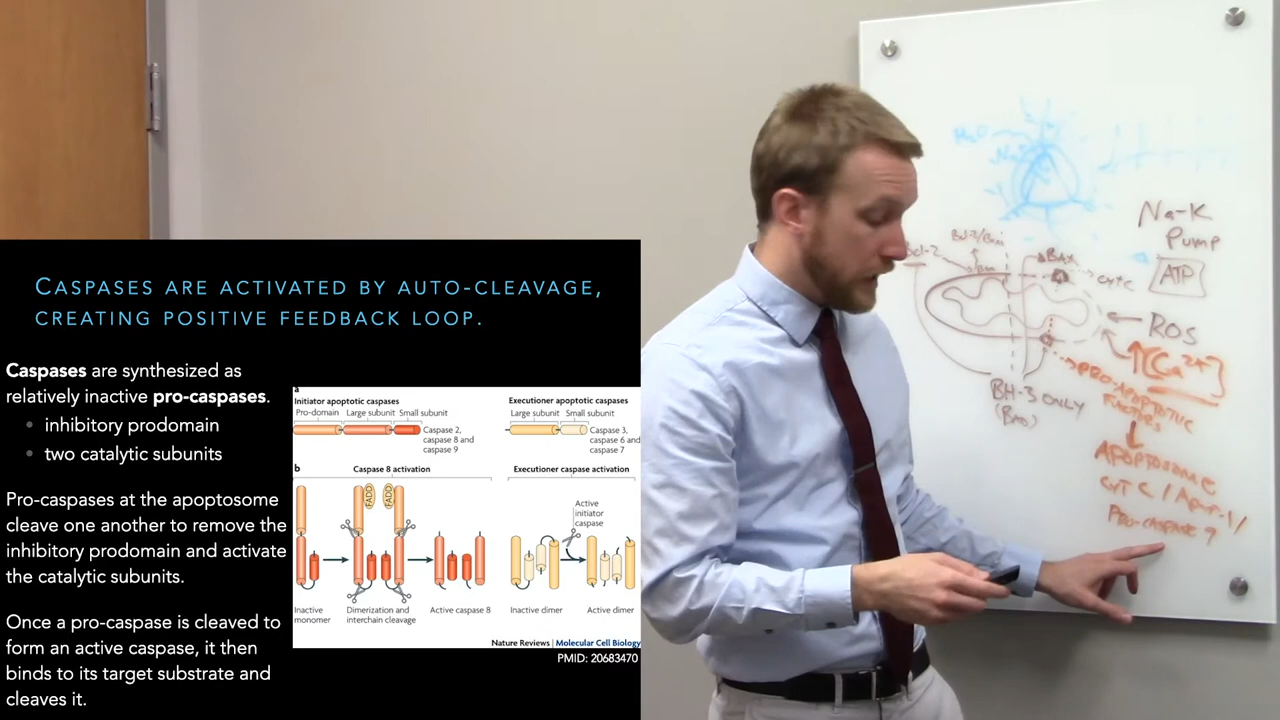 CASPASES ARE ACTIVATED BY AUTO-CLEAVAGE,
CREATING POSITIVE FEEDBACK LOOP.
Caspases are synthesized as
relatively inactive pro-caspases.
• inhibitory prodomain
• two catalytic subunits
Pro-caspases at the apoptosome
cleave one another to remove the
inhibitory prodomain and activate
the catalytic subunits.
Once a pro-caspase is cleaved to
form an active caspase, it then
binds to its target substrate and
cleaves it.
a
Initiator apoptotic caspases
Pro-domain Large subunit Small subunit
Caspase 2,
caspase 8 and
caspase 9
Executioner apoptotic caspases
Large subunit Small subunit
Caspase 3,
caspase 6 and
caspase 7
b
Caspase 8 activation
FADD FADD
Inactive
monomer
Dimerization and
interchain cleavage
Active caspase 8
Executioner caspase activation
Active
initiator
caspase
Inactive dimer
Active dimer
Nature Reviews | Molecular Cell Biology
PMID: 20683470
Na-K
Pump
ATP
BAX
CYTC
ROS
[Ca2+]
PRO-APOPTOTIC
FACTORS
BH-3 ONLY
APOPTOSOME
CYT C / Apaf-1/
PRO-CASPASE 9